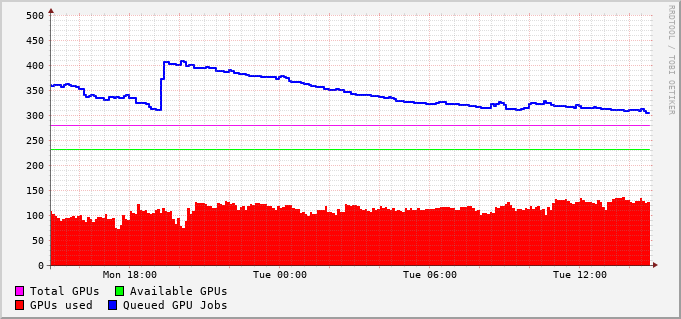 500
450
400
350
300
250
200
150
100
50
0
Mon 18:00 Tue 00:00 Tue 06:00 Tue 12:00
Total GPUs Available GPUs
GPUs used Queued GPU Jobs
RRDTOOL / TOBI OETIKER